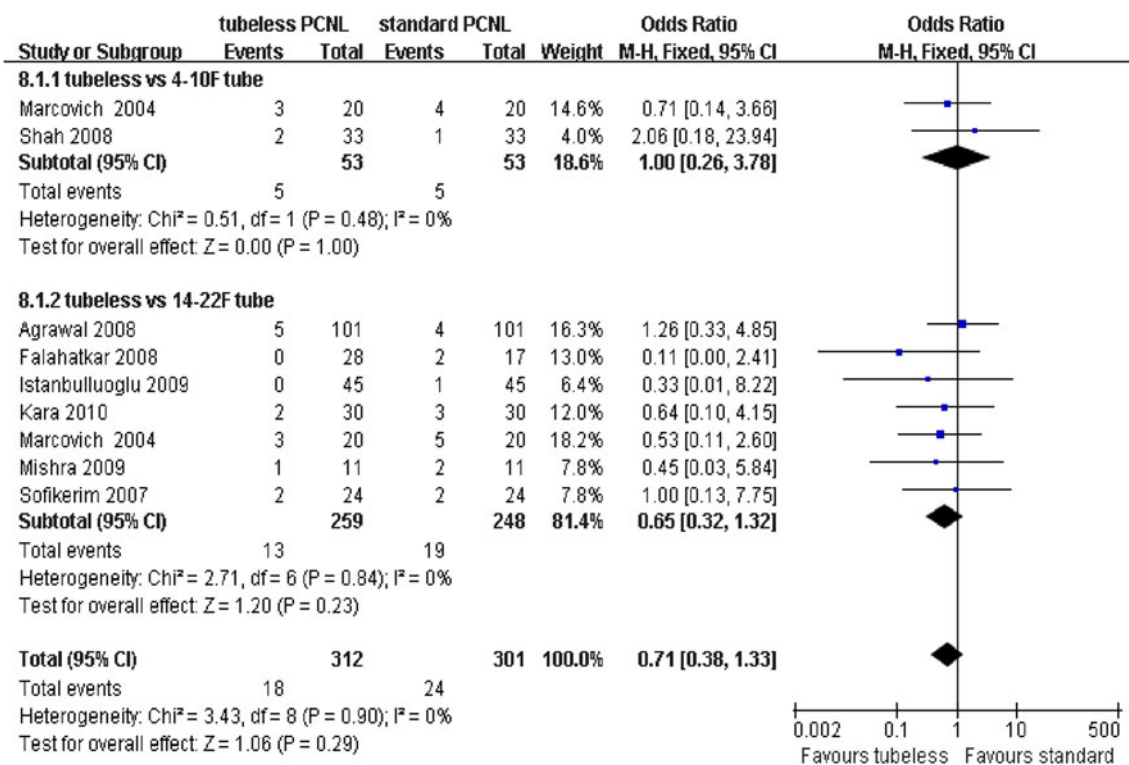 tubeless PCNL standard PCNL Odds Ratio Odds Ratio
Study or Subgroup Events Total Events Total Weight M-H, Fixed, 95% CI M-H, Fixed, 95% CI
8.1.1 tubeless vs 4-10F tube
Marcovich 2004 3 20 4 20 14.6% 0.71 [0.14, 3.66]
Shah 2008 2 33 1 33 4.0% 2.06 [0.18, 23.94]
Subtotal (95% CI) 53 53 18.6% 1.00 [0.26, 3.78]
Total events 5 5
Heterogeneity: Chi² = 0.51, df = 1 (P = 0.48); I² = 0%
Test for overall effect: Z = 0.00 (P = 1.00)
8.1.2 tubeless vs 14-22F tube
Agrawal 2008 5 101 4 101 16.3% 1.26 [0.33, 4.85]
Falahatkar 2008 0 28 2 17 13.0% 0.11 [0.00, 2.41]
Istanbulluoglu 2009 0 45 1 45 6.4% 0.33 [0.01, 8.22]
Kara 2010 2 30 3 30 12.0% 0.64 [0.10, 4.15]
Marcovich 2004 3 20 5 20 18.2% 0.53 [0.11, 2.60]
Mishra 2009 1 11 2 11 7.8% 0.45 [0.03, 5.84]
Sofikerim 2007 2 24 2 24 7.8% 1.00 [0.13, 7.75]
Subtotal (95% CI) 259 248 81.4% 0.65 [0.32, 1.32]
Total events 13 19
Heterogeneity: Chi² = 2.71, df = 6 (P = 0.84); I² = 0%
Test for overall effect: Z = 1.20 (P = 0.23)
Total (95% CI) 312 301 100.0% 0.71 [0.38, 1.33]
Total events 18 24
Heterogeneity: Chi² = 3.43, df = 8 (P = 0.90); I² = 0%
Test for overall effect: Z = 1.06 (P = 0.29)
0.002 0.1 1 10 500
Favours tubeless Favours standard